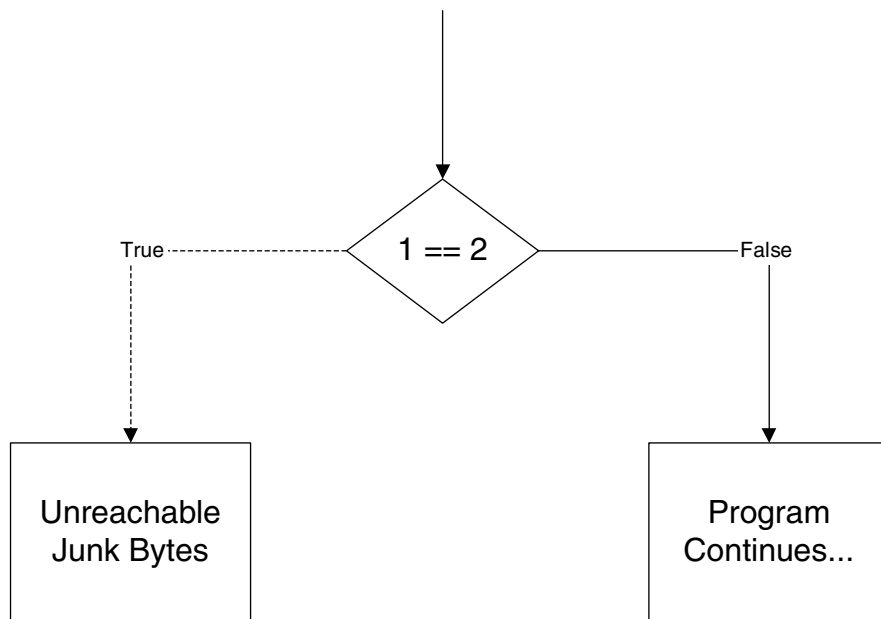 1 == 2
True
False
Unreachable
Junk Bytes
Program
Continues...